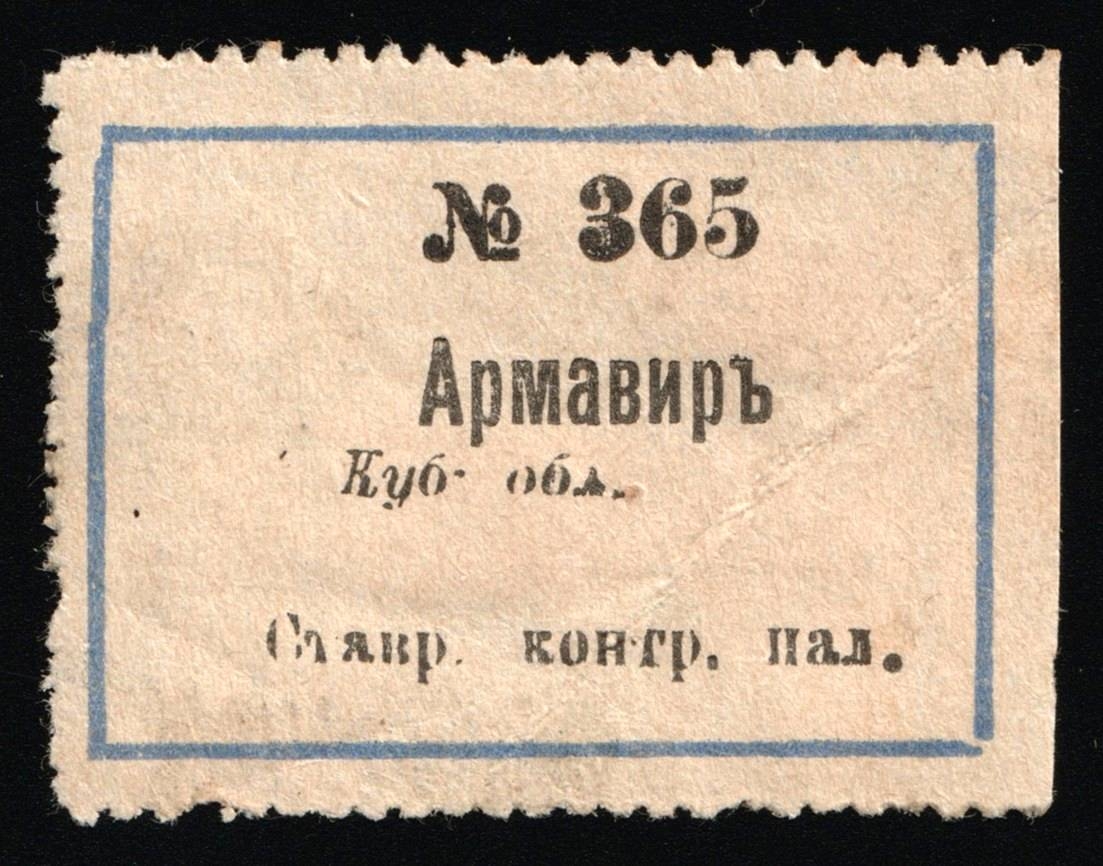 № 365
Армавиръ
Куб. обл.
Ставр. контр. пал.